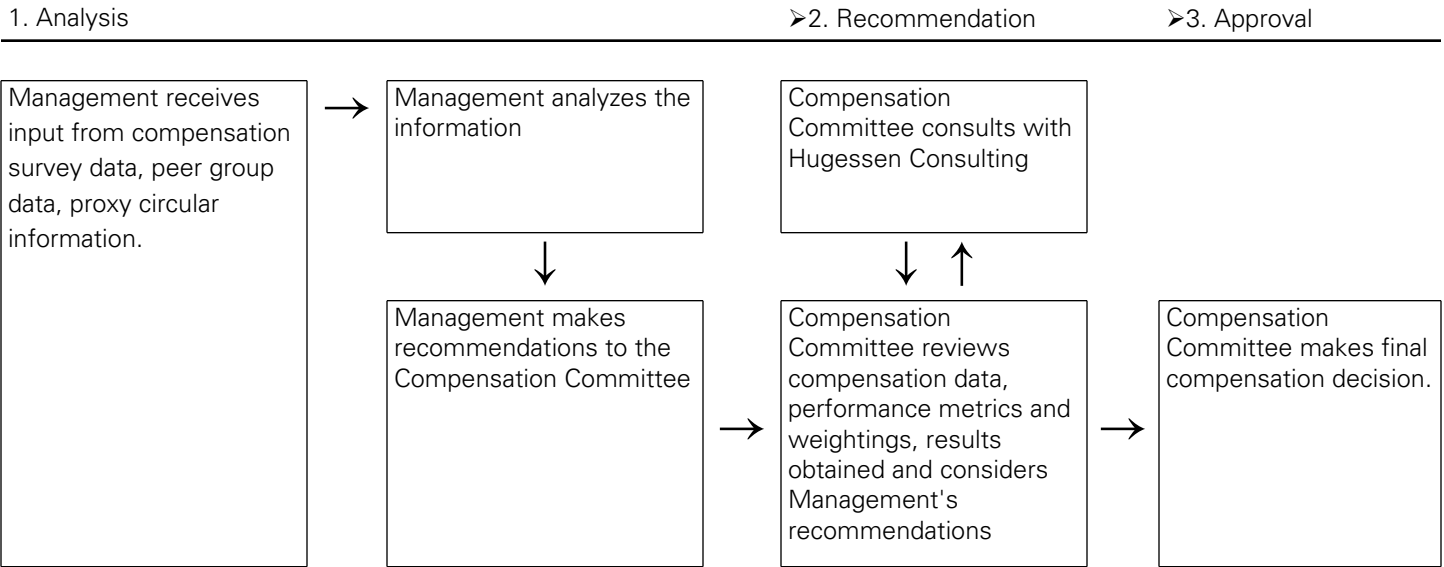 1. Analysis
➢2. Recommendation
➢3. Approval
Management receives
input from compensation
survey data, peer group
data, proxy circular
information.
→
Management analyzes the
information
↓
Management makes
recommendations to the
Compensation Committee
→
Compensation
Committee consults with
Hugessen Consulting
↓ ↑
Compensation
Committee reviews
compensation data,
performance metrics and
weightings, results
obtained and considers
Management's
recommendations
→
Compensation
Committee makes final
compensation decision.